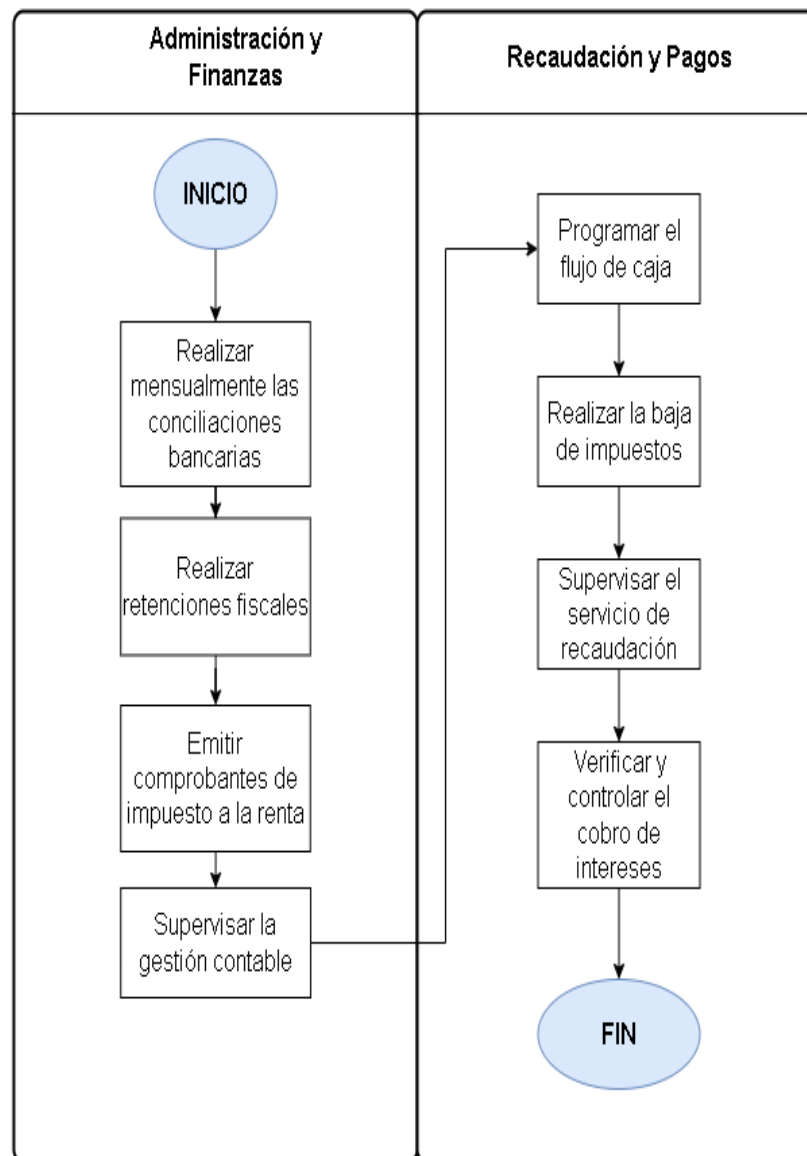 Administración y
Finanzas
Recaudación y Pagos
INICIO
Realizar
mensualmente las
conciliaciones
bancarias
Realizar
retenciones fiscales
Emitir
comprobantes de
impuesto a la renta
Supervisar la
gestión contable
Programar el
flujo de caja
Realizar la baja
de impuestos
Supervisar el
servicio de
recaudación
Verificar y
controlar el
cobro de
intereses
FIN